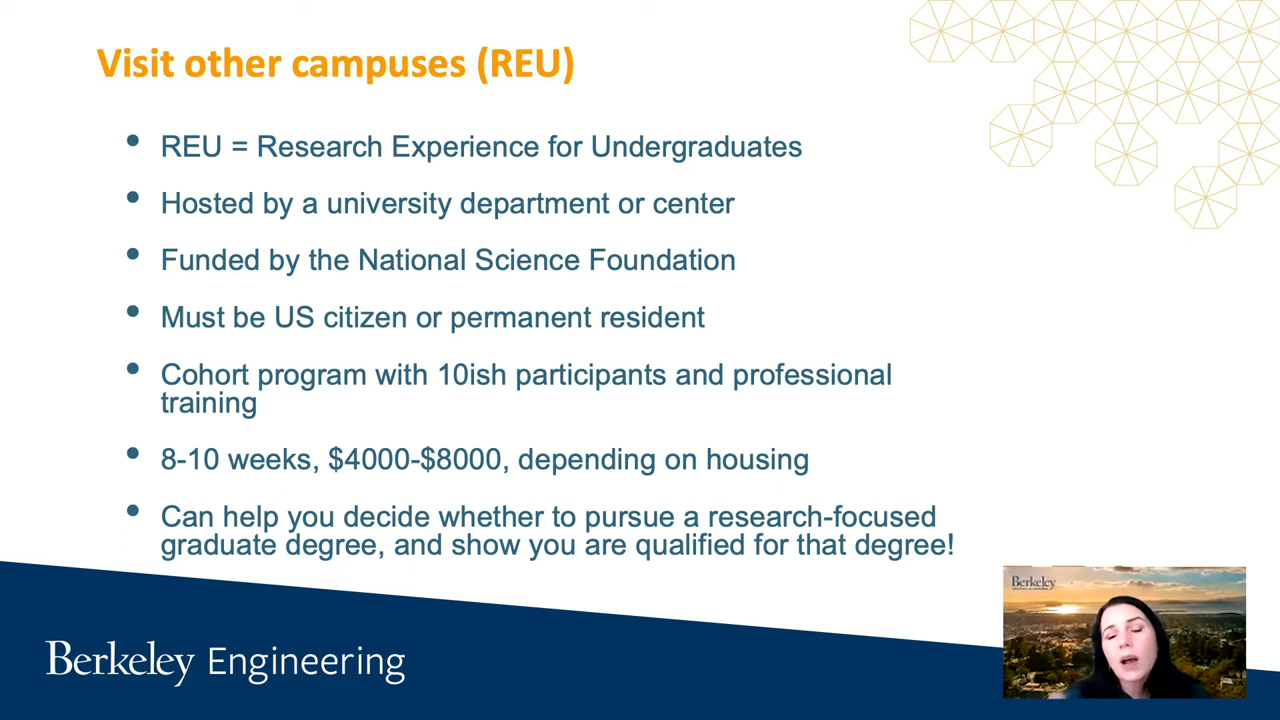 Visit other campuses (REU)
• REU = Research Experience for Undergraduates
• Hosted by a university department or center
• Funded by the National Science Foundation
• Must be US citizen or permanent resident
• Cohort program with 10ish participants and professional
training
• 8-10 weeks, $4000-$8000, depending on housing
• Can help you decide whether to pursue a research-focused
graduate degree, and show you are qualified for that degree!
Berkeley
Berkeley Engineering